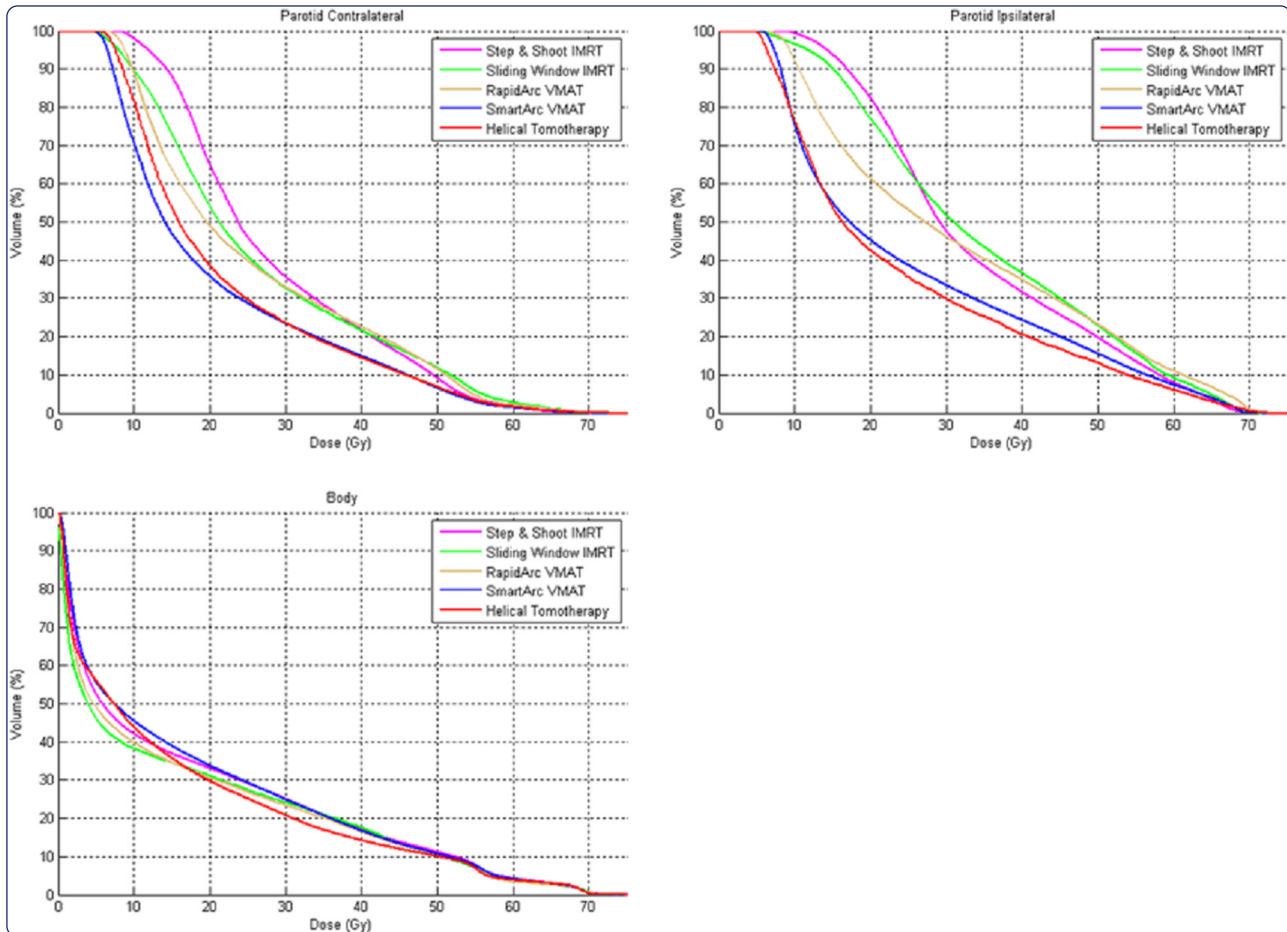 Parotid Contralateral
100
90
80
70
60
50
40
30
20
10
0
Volume (%)
Step & Shoot IMRT
Sliding Window IMRT
RapidArc VMAT
SmartArc VMAT
Helical Tomotherapy
0 10 20 30 40 50 60 70
Dose (Gy)
Parotid Ipsilateral
100
90
80
70
60
50
40
30
20
10
0
Volume (%)
Step & Shoot IMRT
Sliding Window IMRT
RapidArc VMAT
SmartArc VMAT
Helical Tomotherapy
0 10 20 30 40 50 60 70
Dose (Gy)
Body
100
90
80
70
60
50
40
30
20
10
0
Volume (%)
Step & Shoot IMRT
Sliding Window IMRT
RapidArc VMAT
SmartArc VMAT
Helical Tomotherapy
0 10 20 30 40 50 60 70
Dose (Gy)